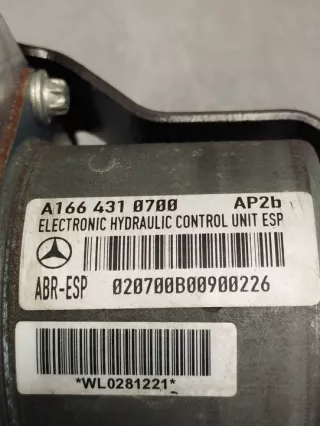 A166 431 0700 AP2b
ELECTRONIC HYDRAULIC CONTROL UNIT ESP
ABR-ESP 020700B00900226
*WL0281221*